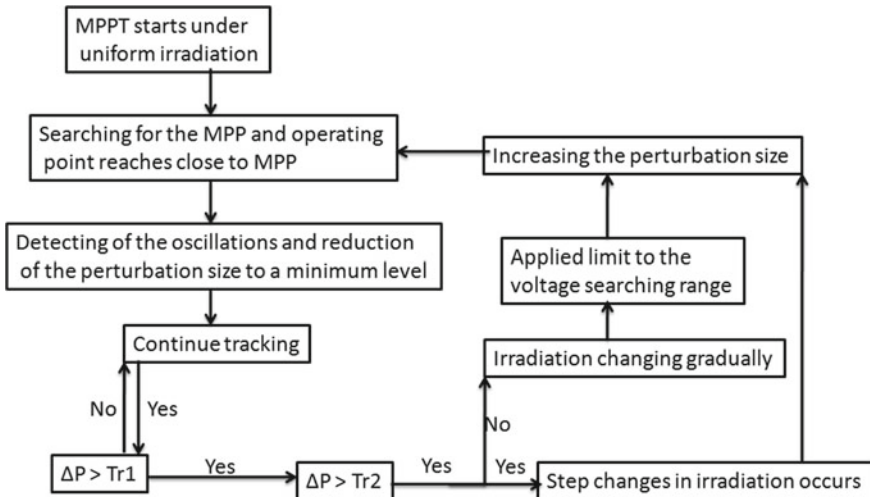 MPPT starts under
uniform irradiation
Searching for the MPP and operating
point reaches close to MPP
Increasing the perturbation size
Detecting of the oscillations and reduction
of the perturbation size to a minimum level
Applied limit to the
voltage searching range
Continue tracking
Irradiation changing gradually
No
Yes
No
ΔP > Tr1
Yes
ΔP > Tr2
Yes
Yes
Step changes in irradiation occurs